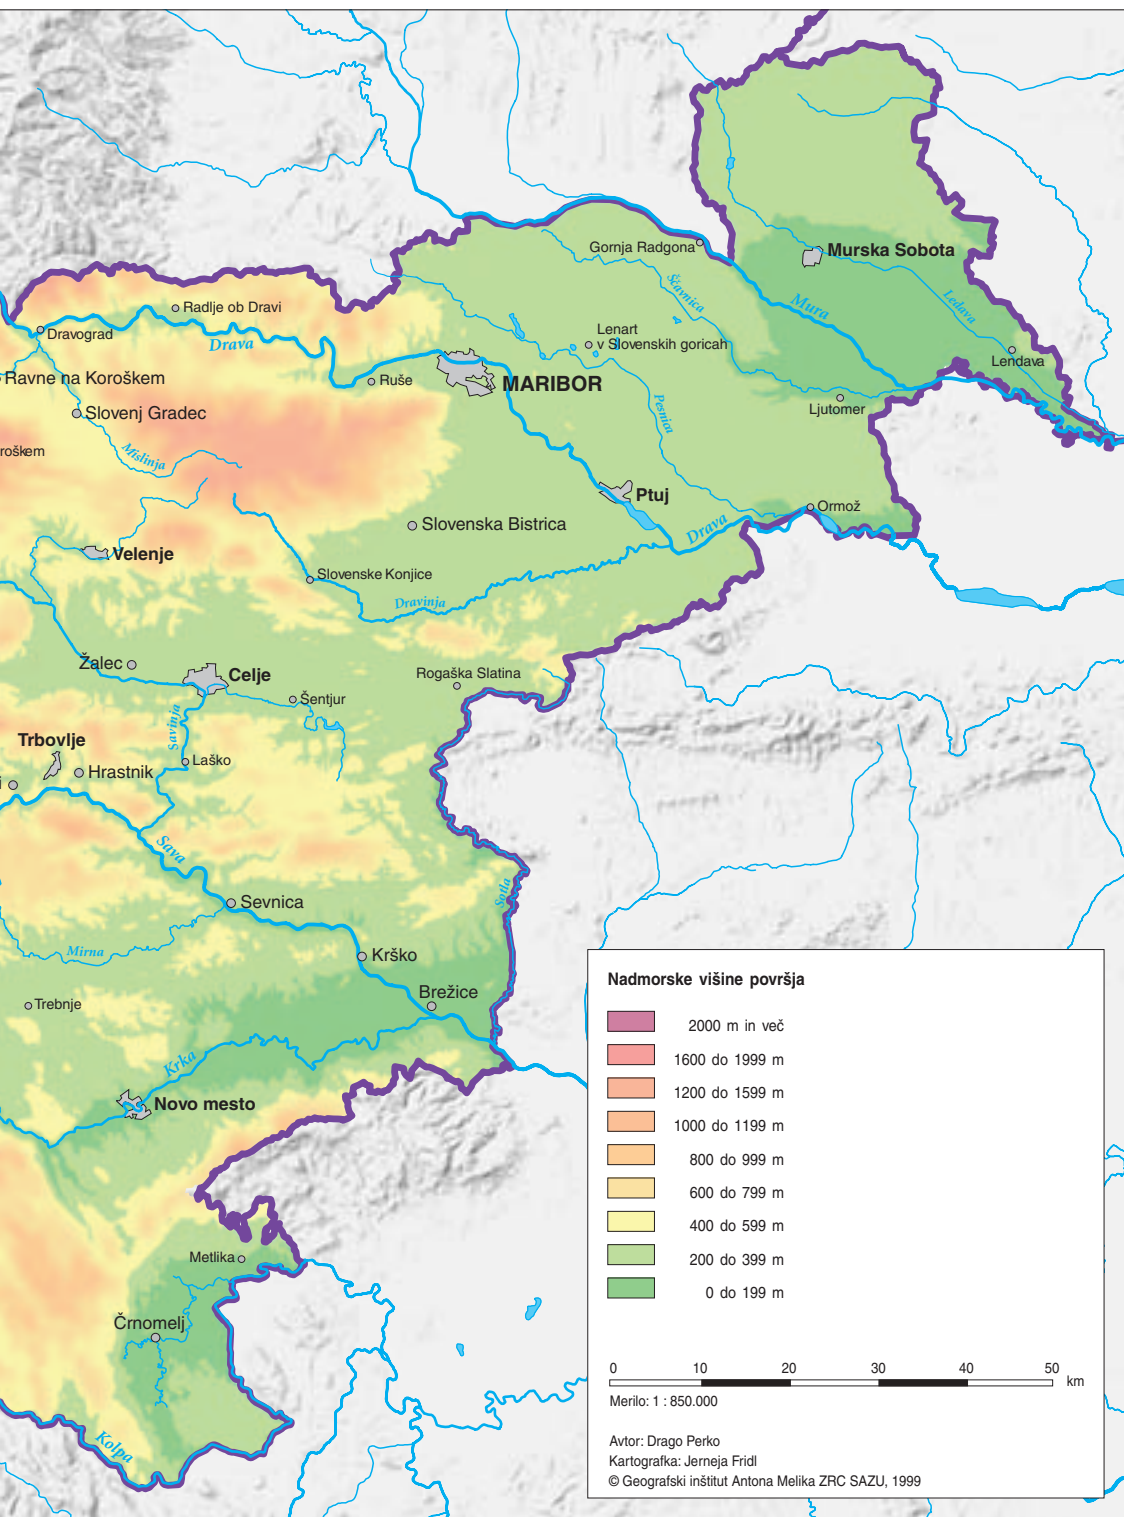 Murska Sobota
Gornja Radgona
Ščavnica
Mura
Ledava
Radlje ob Dravi
Dravograd
Drava
Lenart
v Slovenskih goricah
Lendava
Ravne na Koroškem
Ruše
MARIBOR
Slovenj Gradec
Ljutomer
Pesnica
roškem
Mislinja
Ptuj
Ormož
Slovenska Bistrica
Drava
Velenje
Slovenske Konjice
Dravinja
Žalec
Celje
Rogaška Slatina
Šentjur
Savinja
Trbovlje
Laško
Hrastnik
i
Sava
Sotla
Sevnica
Mirna
Krško
Brežice
Trebnje
Krka
Novo mesto
Metlika
Črnomelj
Kolpa
Nadmorske višine površja
2000 m in več
1600 do 1999 m
1200 do 1599 m
1000 do 1199 m
800 do 999 m
600 do 799 m
400 do 599 m
200 do 399 m
0 do 199 m
0 10 20 30 40 50
km
Merilo: 1 : 850.000
Avtor: Drago Perko
Kartografka: Jerneja Fridl
© Geografski inštitut Antona Melika ZRC SAZU, 1999